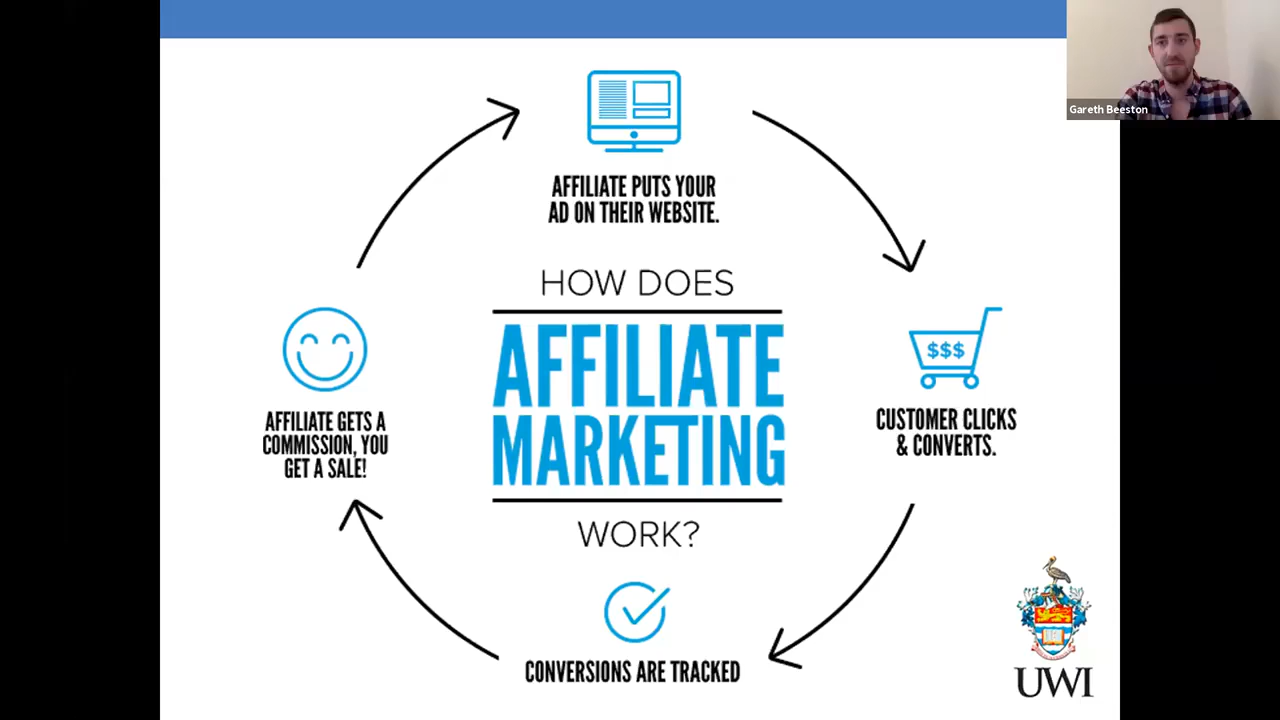 Gareth Beeston
AFFILIATE PUTS YOUR
AD ON THEIR WEBSITE.
HOW DOES
AFFILIATE
MARKETING
WORK?
$$$
CUSTOMER CLICKS
& CONVERTS.
CONVERSIONS ARE TRACKED
AFFILIATE GETS A
COMMISSION, YOU
GET A SALE!
UWI